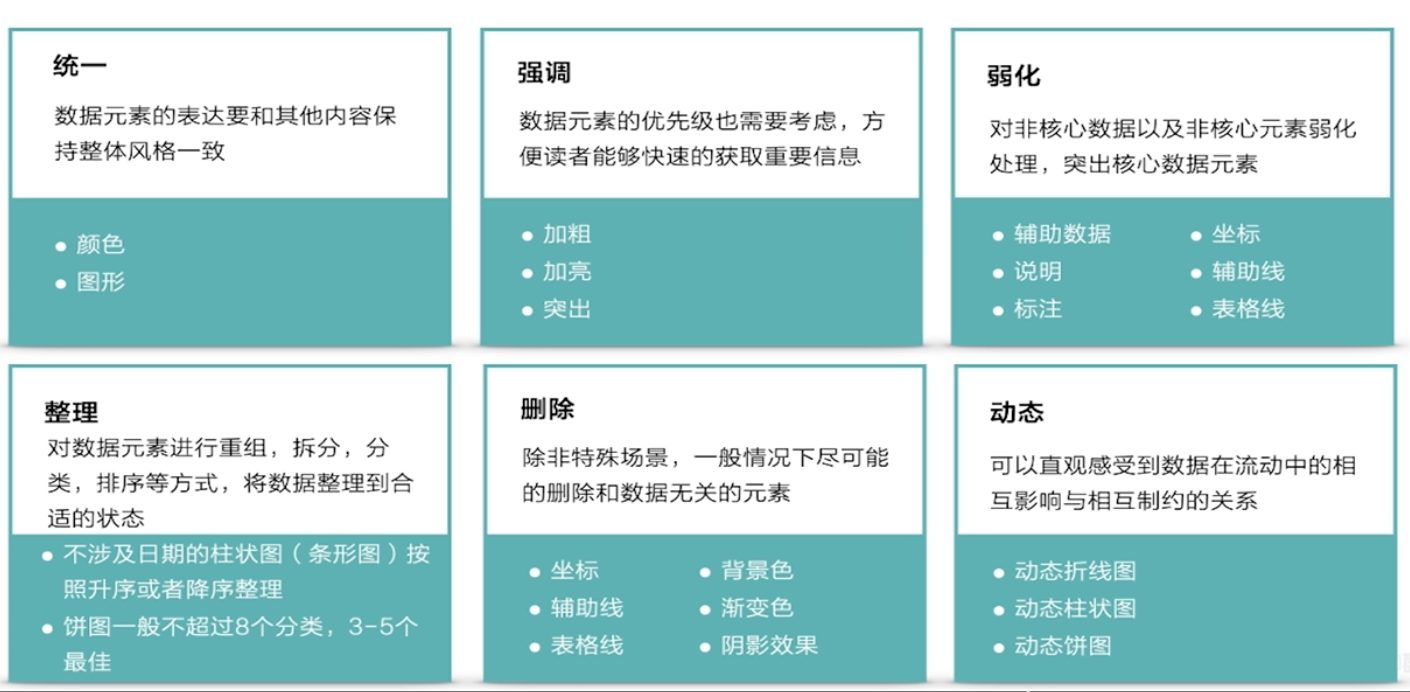 统一
数据元素的表达要和其他内容保
持整体风格一致
颜色
图形
强调
数据元素的优先级也需要考虑，方
便读者能够快速的获取重要信息
加粗
加亮
突出
弱化
对非核心数据以及非核心元素弱化
处理，突出核心数据元素
辅助数据
说明
标注
坐标
辅助线
表格线
整理
对数据元素进行重组，拆分，分
类，排序等方式，将数据整理到合
适的状态
不涉及日期的柱状图（条形图）按
照升序或者降序整理
饼图一般不超过8个分类，3-5个
最佳
删除
除非特殊场景，一般情况下尽可能
的删除和数据无关的元素
坐标
辅助线
表格线
背景色
渐变色
阴影效果
动态
可以直观感受到数据在流动中的相
互影响与相互制约的关系
动态折线图
动态柱状图
动态饼图